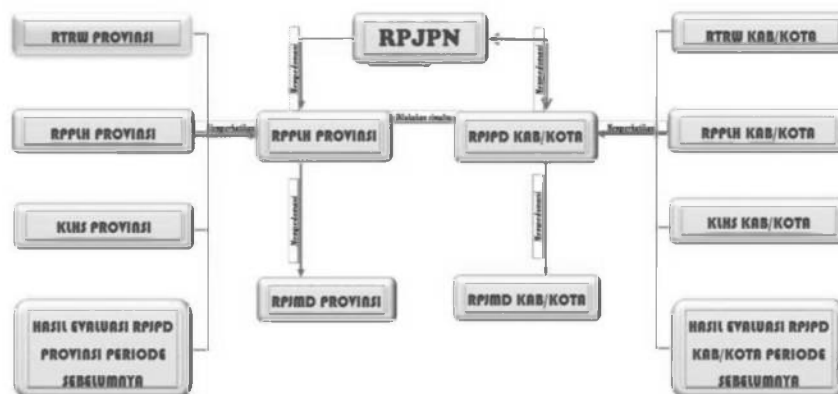 RTRW PROVINSI
RPJPN
RTRW KAB/KOTA
RPPLH PROVINSI
RPPLH PROVINSI
RPJPD KAB/KOTA
RPPLH KAB/KOTA
KLHS PROVINSI
KLHS KAB/KOTA
RPJMD PROVINSI
RPJMD KAB/KOTA
HASIL EVALUASI RPJPD
PROVINSI PERIODE
SEBELUMNYA
HASIL EVALUASI RPJPD
KAB/KOTA PERIODE
SEBELUMNYA